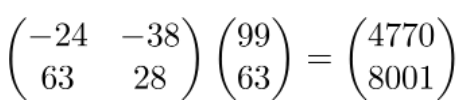 (−24 −38) (99) = (4770)
(63 28) (63) (8001)